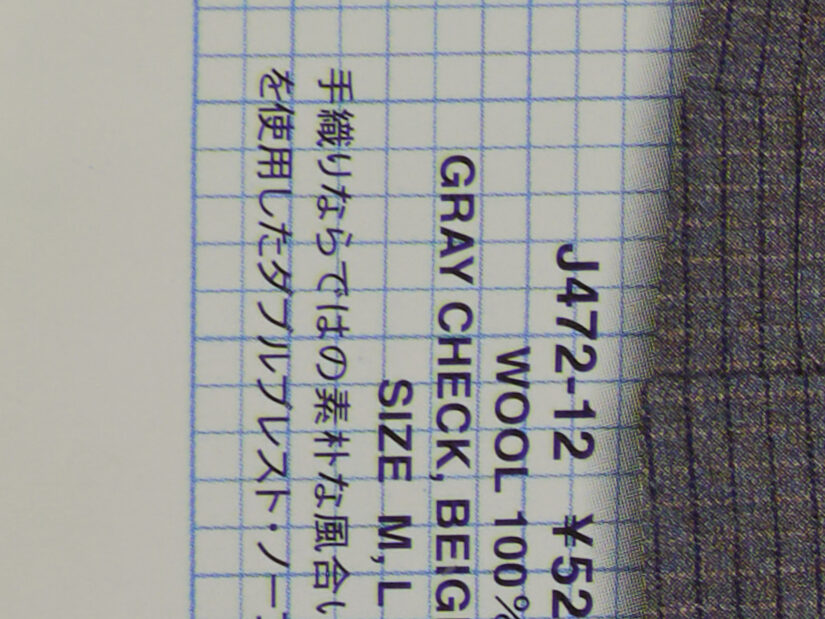 J472-12 ¥52
WOOL 100%
GRAY CHECK, BEIG
SIZE M, L
手織りならではの素朴な風合い
を使用したダブルブレスト・ノー